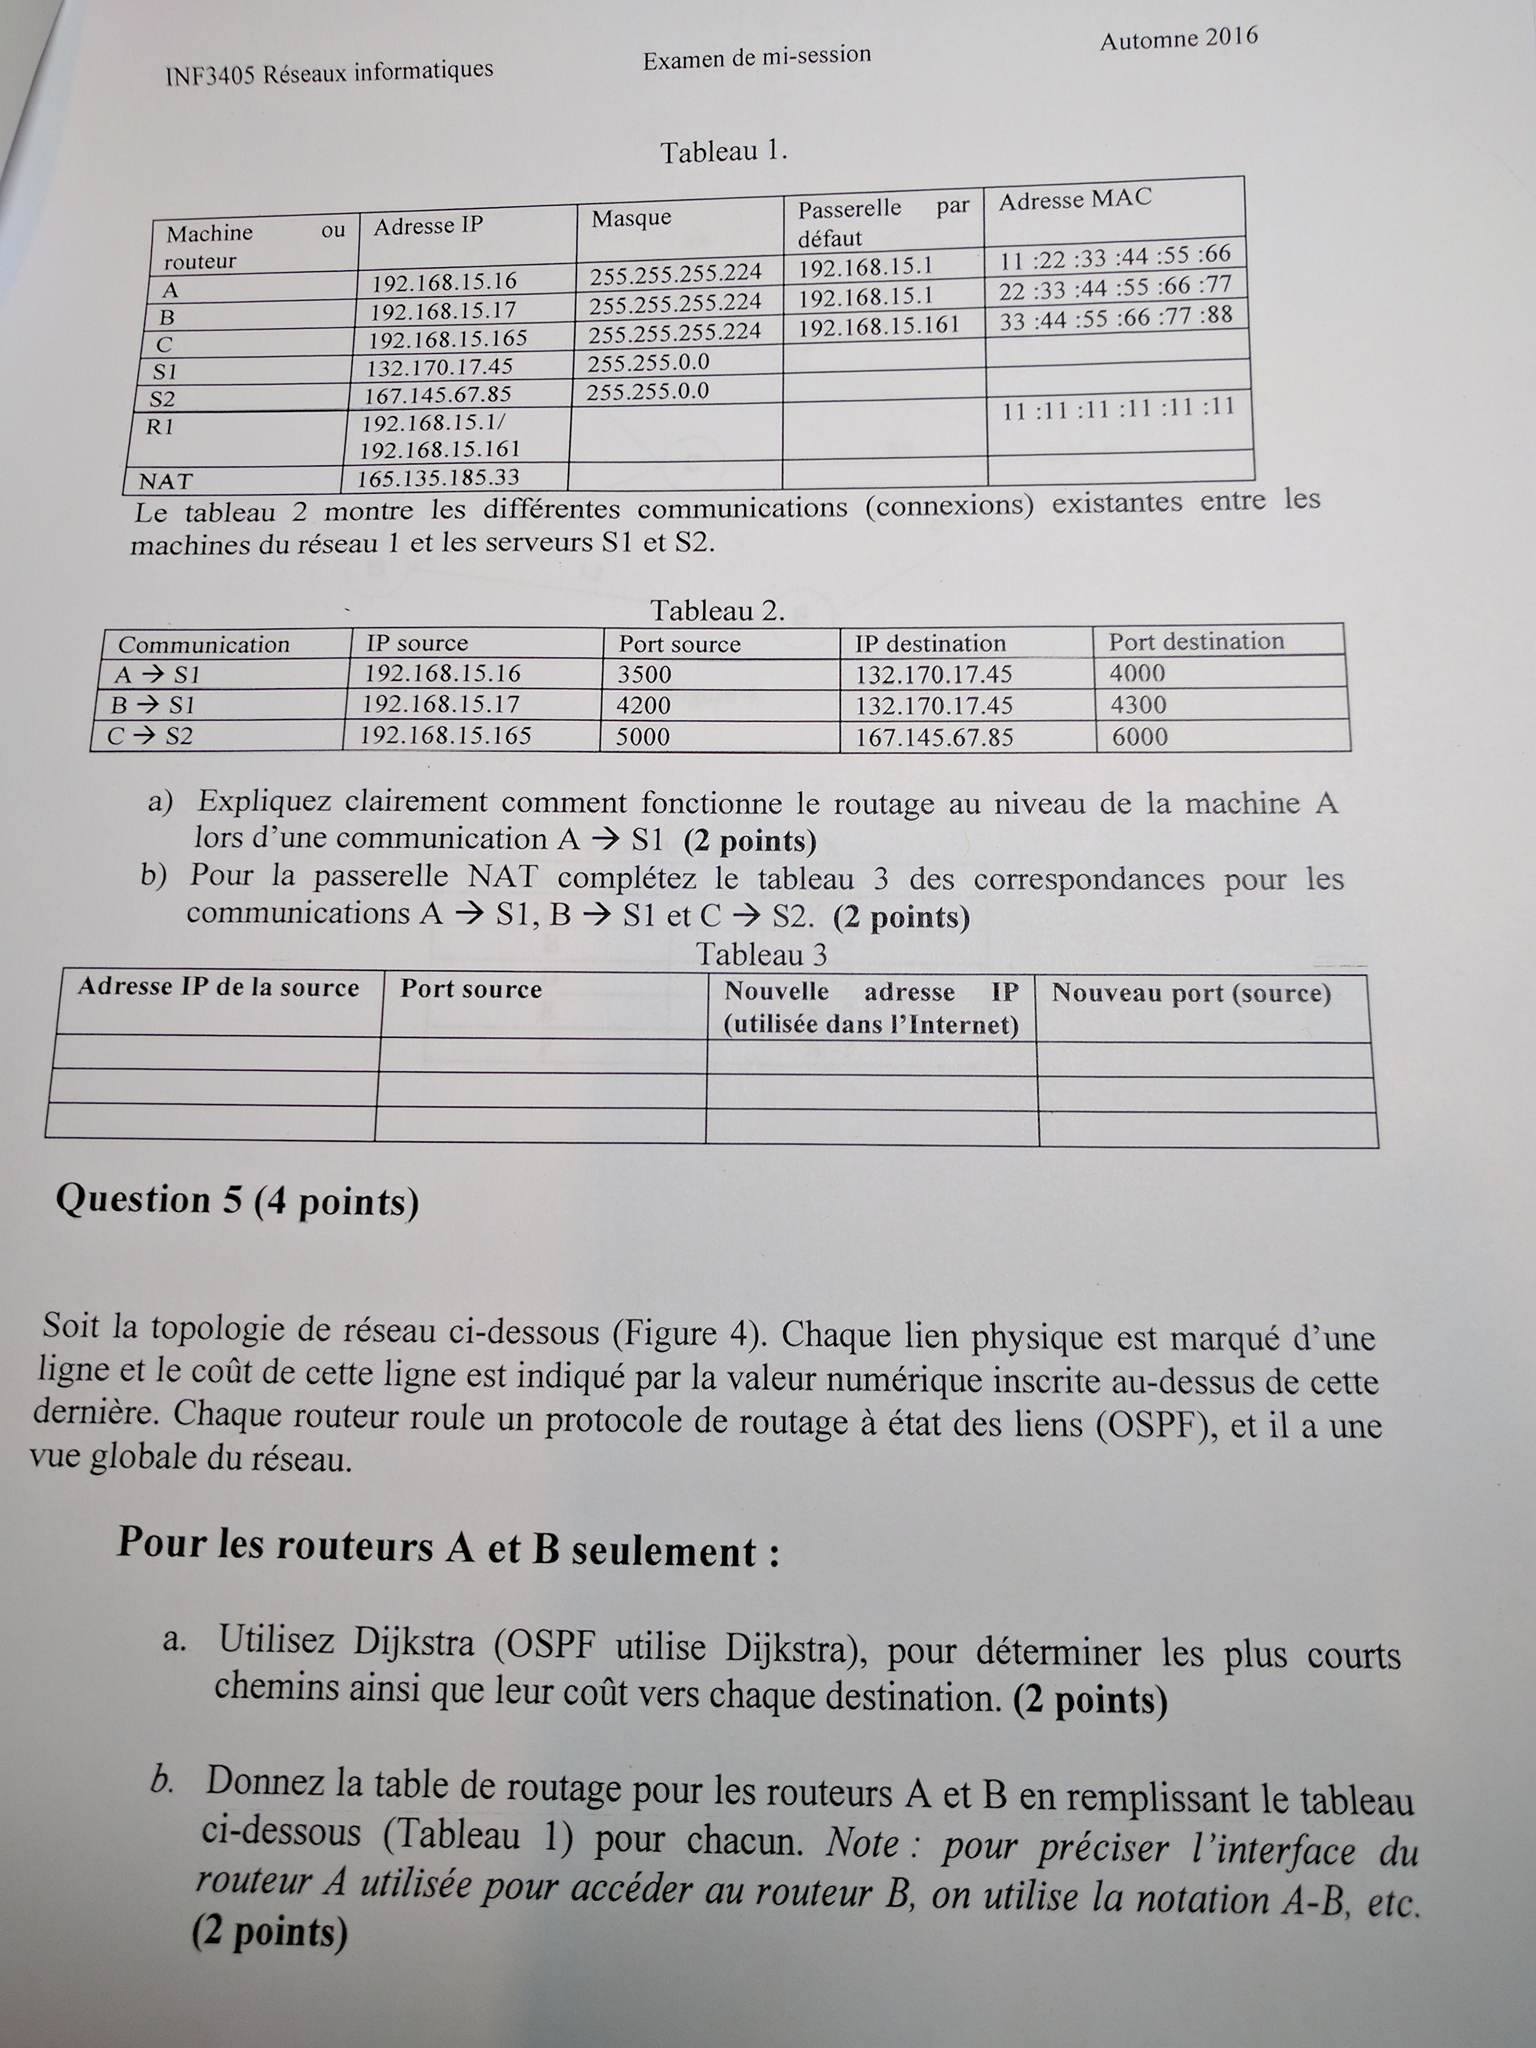 INF3405 Réseaux informatiques Examen de mi-session Automne 2016
Tableau 1.
Machine ou routeur Adresse IP Masque Passerelle par défaut Adresse MAC
A 192.168.15.16 255.255.255.224 192.168.15.1 11 :22 :33 :44 :55 :66
B 192.168.15.17 255.255.255.224 192.168.15.1 22 :33 :44 :55 :66 :77
C 192.168.15.165 255.255.255.224 192.168.15.161 33 :44 :55 :66 :77 :88
S1 132.170.17.45 255.255.0.0
S2 167.145.67.85 255.255.0.0
R1 192.168.15.1/ 11 :11 :11 :11 :11 :11
192.168.15.161
NAT 165.135.185.33
Le tableau 2 montre les différentes communications (connexions) existantes entre les
machines du réseau 1 et les serveurs S1 et S2.
Tableau 2.
Communication IP source Port source IP destination Port destination
A → S1 192.168.15.16 3500 132.170.17.45 4000
B → S1 192.168.15.17 4200 132.170.17.45 4300
C → S2 192.168.15.165 5000 167.145.67.85 6000
a) Expliquez clairement comment fonctionne le routage au niveau de la machine A
lors d'une communication A → S1 (2 points)
b) Pour la passerelle NAT complétez le tableau 3 des correspondances pour les
communications A → S1, B → S1 et C → S2. (2 points)
Tableau 3
Adresse IP de la source Port source Nouvelle adresse IP (utilisée dans l'Internet) Nouveau port (source)
Question 5 (4 points)
Soit la topologie de réseau ci-dessous (Figure 4). Chaque lien physique est marqué d'une
ligne et le coût de cette ligne est indiqué par la valeur numérique inscrite au-dessus de cette
dernière. Chaque routeur roule un protocole de routage à état des liens (OSPF), et il a une
vue globale du réseau.
Pour les routeurs A et B seulement :
a. Utilisez Dijkstra (OSPF utilise Dijkstra), pour déterminer les plus courts
chemins ainsi que leur coût vers chaque destination. (2 points)
b. Donnez la table de routage pour les routeurs A et B en remplissant le tableau
ci-dessous (Tableau 1) pour chacun. Note : pour préciser l'interface du
routeur A utilisée pour accéder au routeur B, on utilise la notation A-B, etc.
(2 points)